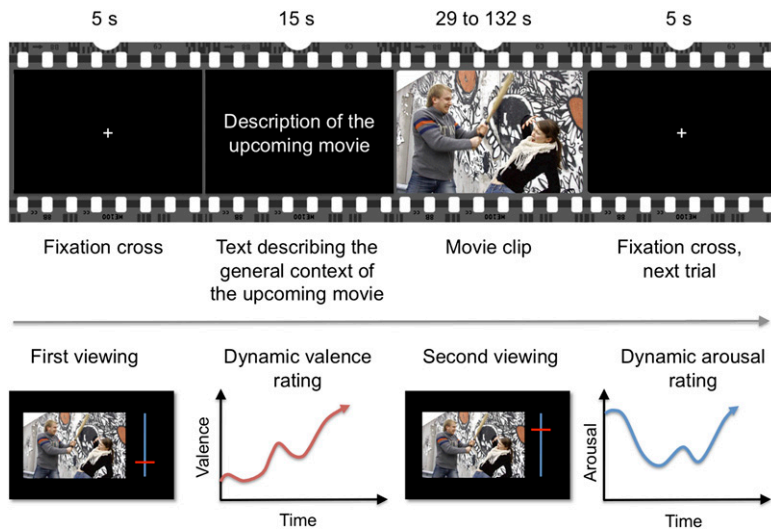 5 s
15 s
29 to 132 s
5 s
+
Description of the
upcoming movie
+
Fixation cross
Text describing the
general context of
the upcoming movie
Movie clip
Fixation cross,
next trial
First viewing
Dynamic valence
rating
Second viewing
Dynamic arousal
rating
Valence
Time
Arousal
Time